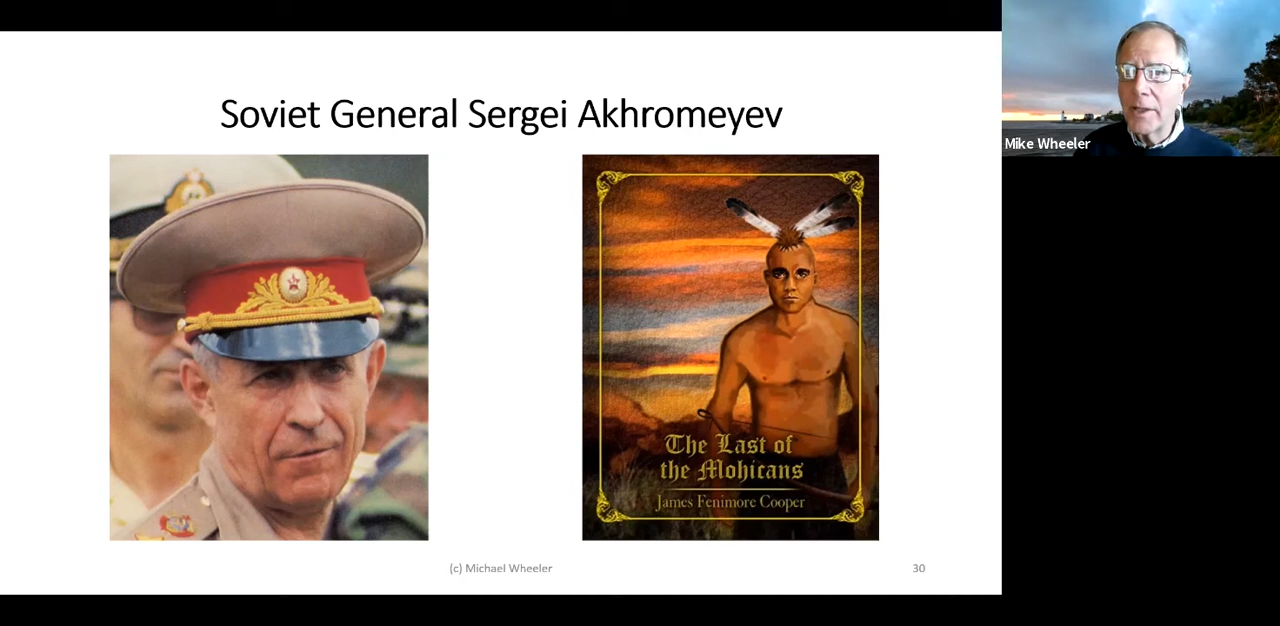 Soviet General Sergei Akhromeyev
The Last of
the Mohicans
James Fenimore Cooper
(c) Michael Wheeler
30
Mike Wheeler